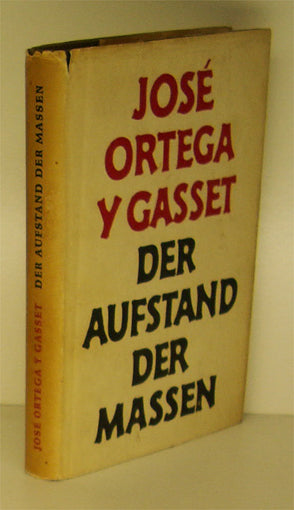 JOSÉ
ORTEGA
Y GASSET
DER
AUFSTAND
DER
MASSEN
JOSE ORTEGA Y GASSET DER AUFSTAND DER MASSEN